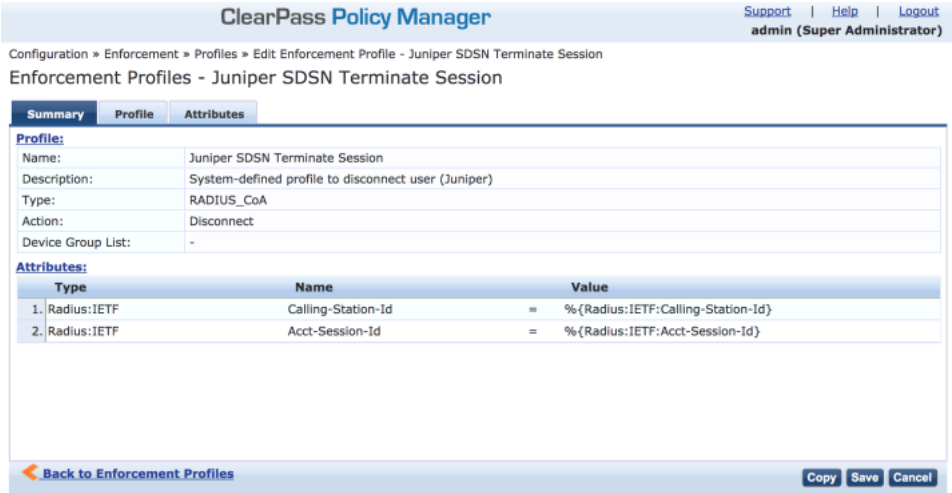 ClearPass Policy Manager
Support | Help | Logout
admin (Super Administrator)
Configuration » Enforcement » Profiles » Edit Enforcement Profile - Juniper SDSN Terminate Session
Enforcement Profiles - Juniper SDSN Terminate Session
Summary Profile Attributes
Profile:
Name: Juniper SDSN Terminate Session
Description: System-defined profile to disconnect user (Juniper)
Type: RADIUS_CoA
Action: Disconnect
Device Group List: -
Attributes:
Type Name Value
1. Radius:IETF Calling-Station-Id = %{Radius:IETF:Calling-Station-Id}
2. Radius:IETF Acct-Session-Id = %{Radius:IETF:Acct-Session-Id}
Back to Enforcement Profiles Copy Save Cancel